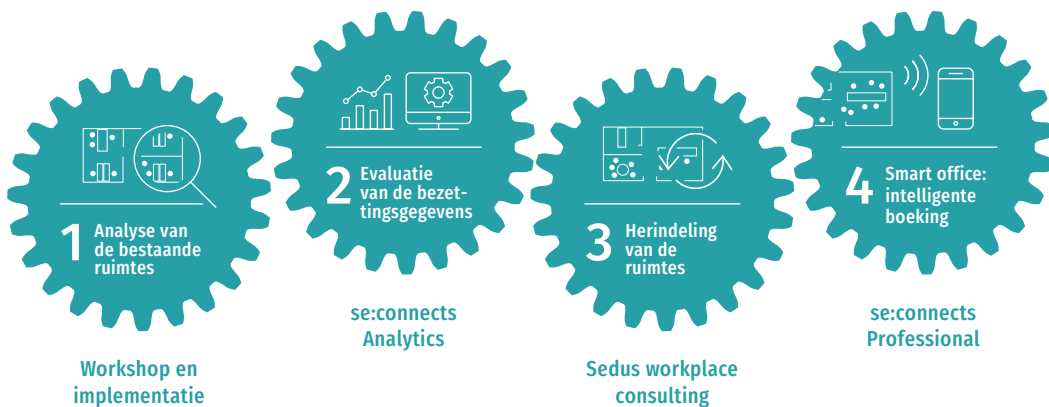 1
Analyse van
de bestaande
ruimtes
Workshop en
implementatie
2
Evaluatie
van de bezet-
tingsgegevens
se:connects
Analytics
3
Herindeling
van de
ruimtes
Sedus workplace
consulting
4
Smart office:
intelligente
boeking
se:connects
Professional